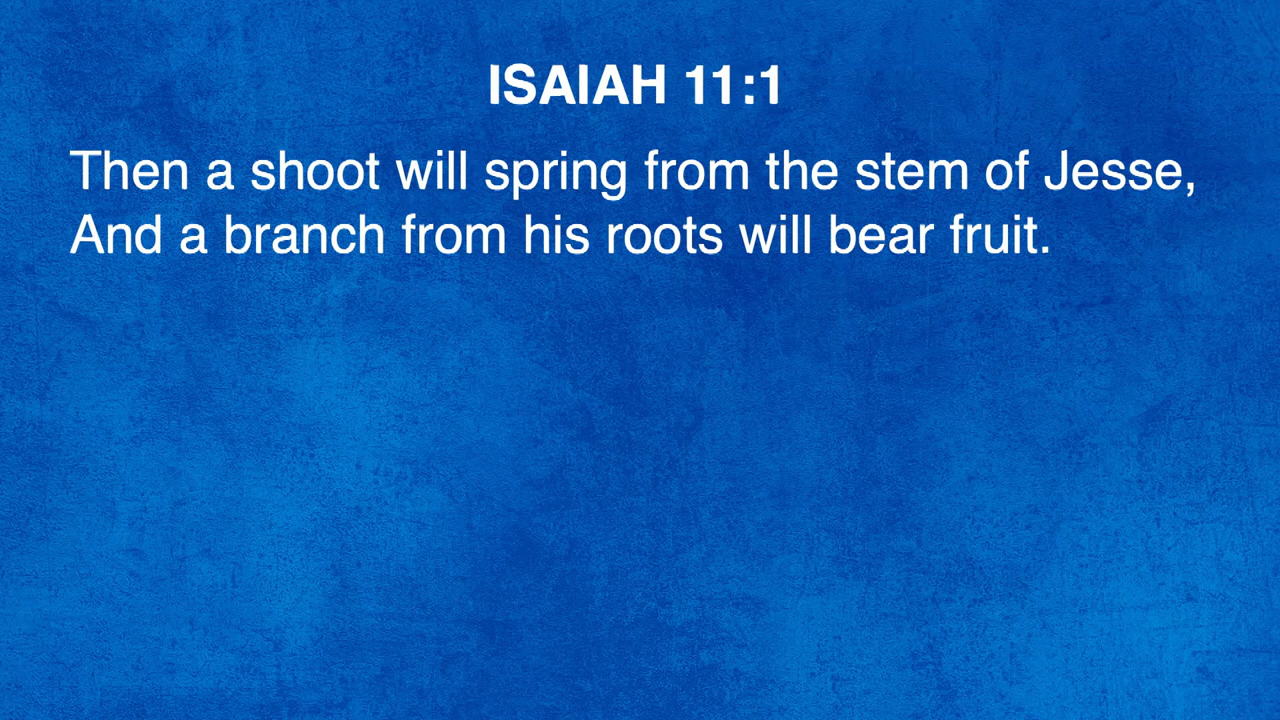 ISAIAH 11:1
Then a shoot will spring from the stem of Jesse,
And a branch from his roots will bear fruit.